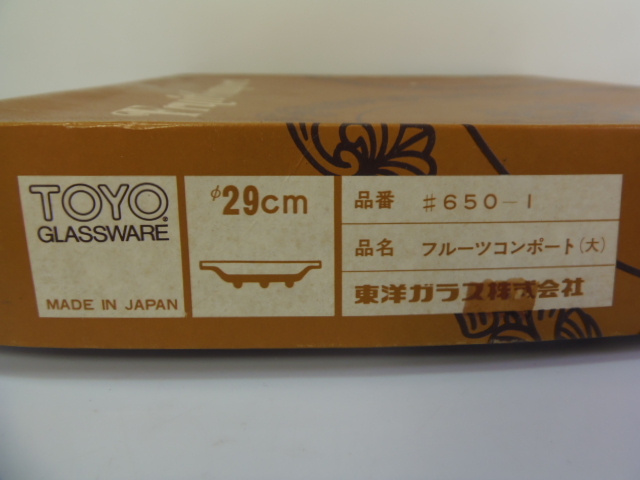 TOYO
GLASSWARE
MADE IN JAPAN
φ29cm
品番 #650-1
品名 フルーツコンポート(大)
東洋ガラス株式会社